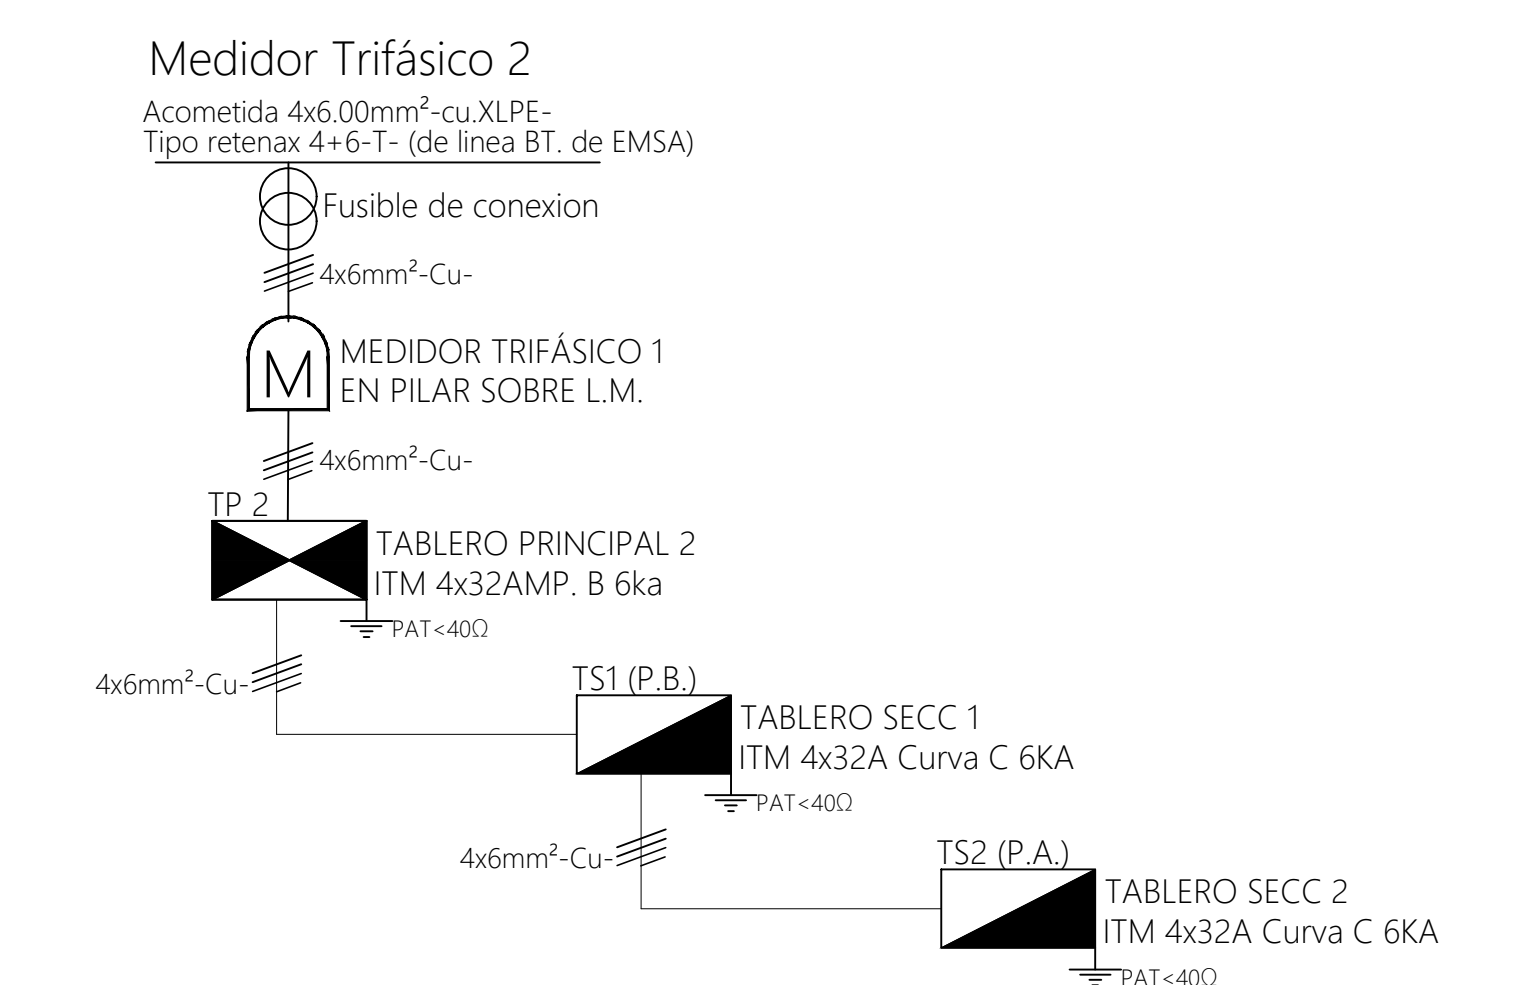 Medidor Trifásico 2
Acometida 4x6.00mm²-cu.XLPE-
Tipo retenax 4+6-T- (de linea BT. de EMSA)
Fusible de conexion
4x6mm²-Cu-
M
MEDIDOR TRIFÁSICO 1
EN PILAR SOBRE L.M.
4x6mm²-Cu-
TP 2
TABLERO PRINCIPAL 2
ITM 4x32AMP. B 6ka
PAT<40Ω
4x6mm²-Cu-
TS1 (P.B.)
TABLERO SECC 1
ITM 4x32A Curva C 6KA
PAT<40Ω
4x6mm²-Cu-
TS2 (P.A.)
TABLERO SECC 2
ITM 4x32A Curva C 6KA
PAT<40Ω